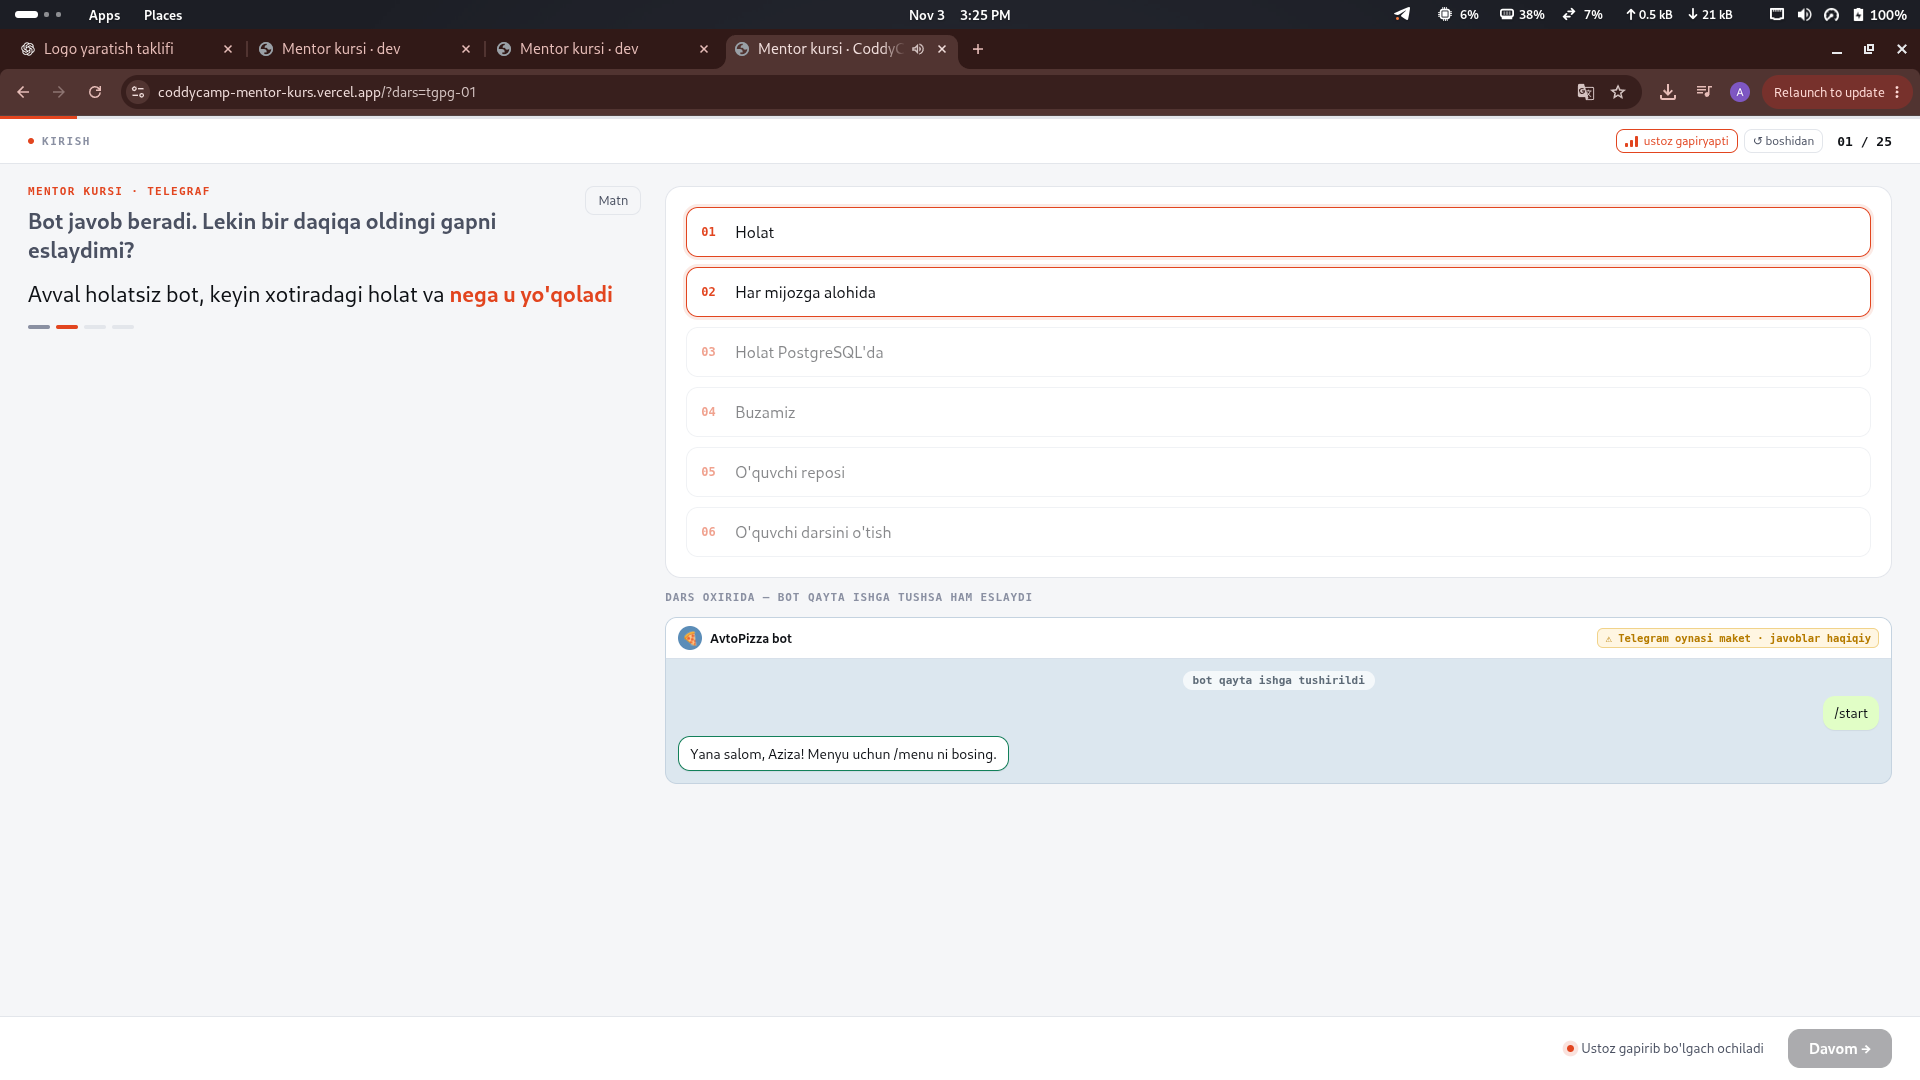 Apps Places Nov 3 3:25 PM 6% 38% 7% 0.5 kB 21 kB 100%
Logo yaratish taklifi Mentor kursi · dev Mentor kursi · dev Mentor kursi · CoddyC
coddycamp-mentor-kurs.vercel.app/?dars=tgpg-01 A Relaunch to update
KIRISH ustoz gapiryapti ↺ boshidan 01 / 25
MENTOR KURSI · TELEGRAF
Matn
Bot javob beradi. Lekin bir daqiqa oldingi gapni
eslaydimi?
Avval holatsiz bot, keyin xotiradagi holat va nega u yo'qoladi
01 Holat
02 Har mijozga alohida
03 Holat PostgreSQL'da
04 Buzamiz
05 O'quvchi reposi
06 O'quvchi darsini o'tish
DARS OXIRIDA — BOT QAYTA ISHGA TUSHSA HAM ESLAYDI
AvtoPizza bot ⚠ Telegram oynasi maket · javoblar haqiqiy
bot qayta ishga tushirildi
/start
Yana salom, Aziza! Menyu uchun /menu ni bosing.
Ustoz gapirib bo'lgach ochiladi Davom →